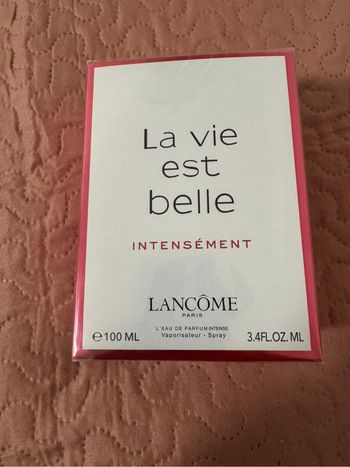 La vie
est
belle
INTENSÉMENT
LANCÔME
PARIS
L'EAU DE PARFUM INTENSE
Vaporisateur - Spray
℮ 100 ML 3.4FL.OZ. ML